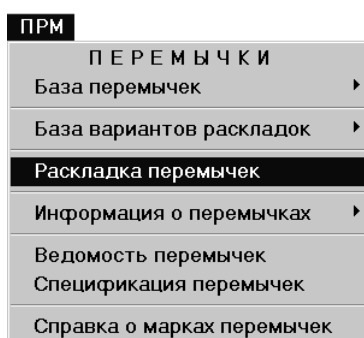 ПРМ
ПЕРЕМЫЧКИ
База перемычек
База вариантов раскладок
Раскладка перемычек
Информация о перемычках
Ведомость перемычек
Спецификация перемычек
Справка о марках перемычек